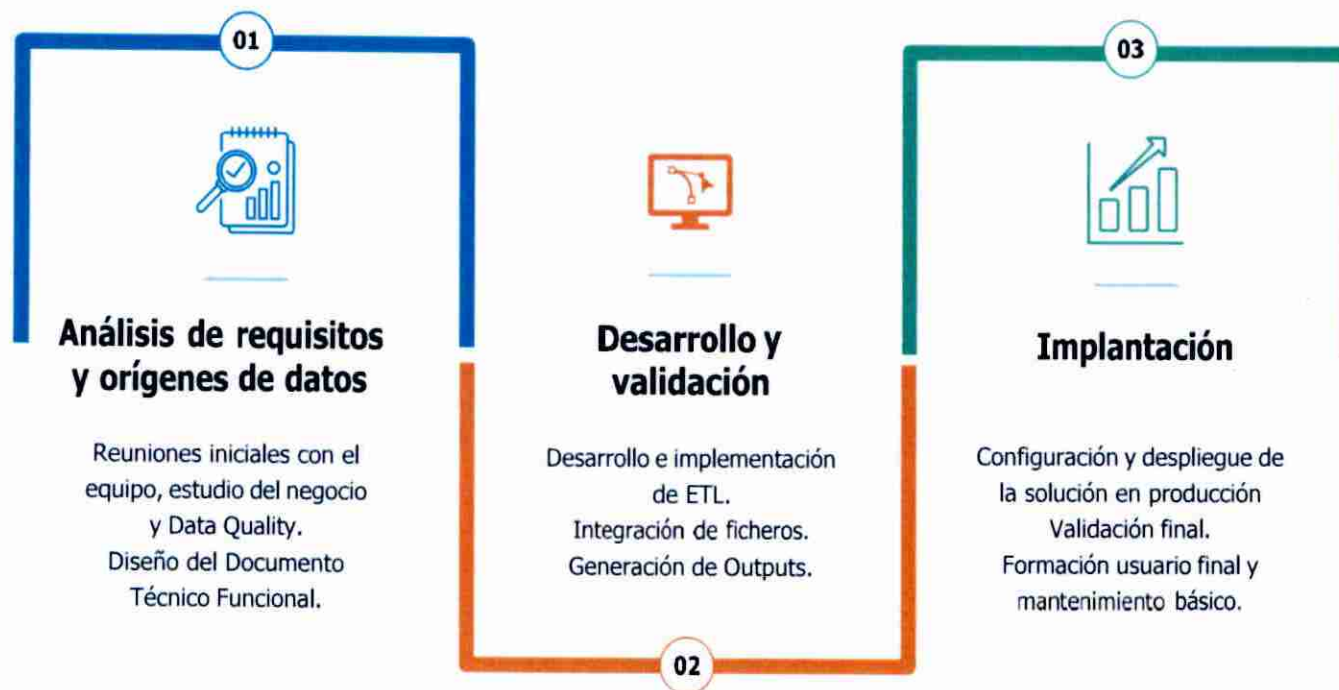 01
Análisis de requisitos
y orígenes de datos
Reuniones iniciales con el
equipo, estudio del negocio
y Data Quality.
Diseño del Documento
Técnico Funcional.
Desarrollo y
validación
Desarrollo e implementación
de ETL.
Integración de ficheros.
Generación de Outputs.
02
03
Implantación
Configuración y despliegue de
la solución en producción
Validación final.
Formación usuario final y
mantenimiento básico.